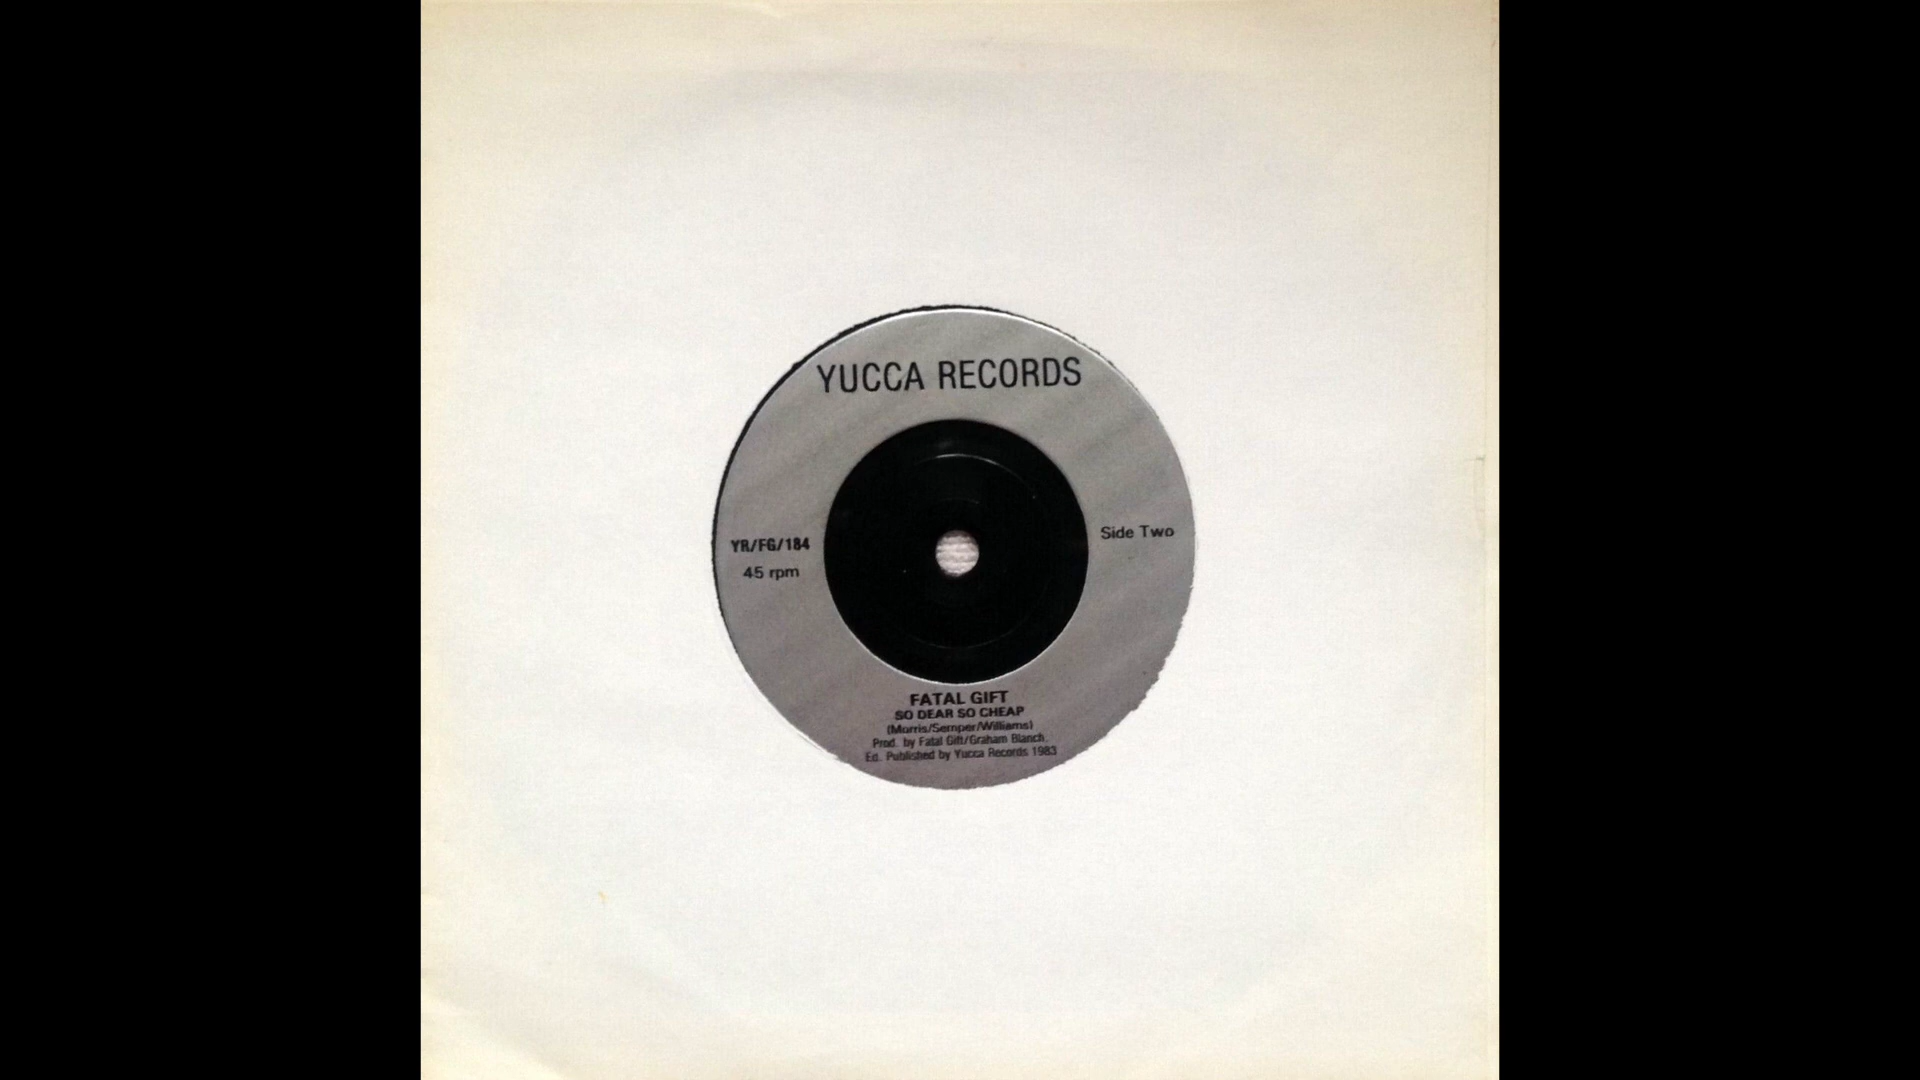 YUCCA RECORDS
YR/FG/184
45 rpm
Side Two
FATAL GIFT
SO DEAR SO CHEAP
(Morris/Semper/Williams)
Prod. by Fatal Gift/Graham Blanch.
Ed. Published by Yucca Records 1983